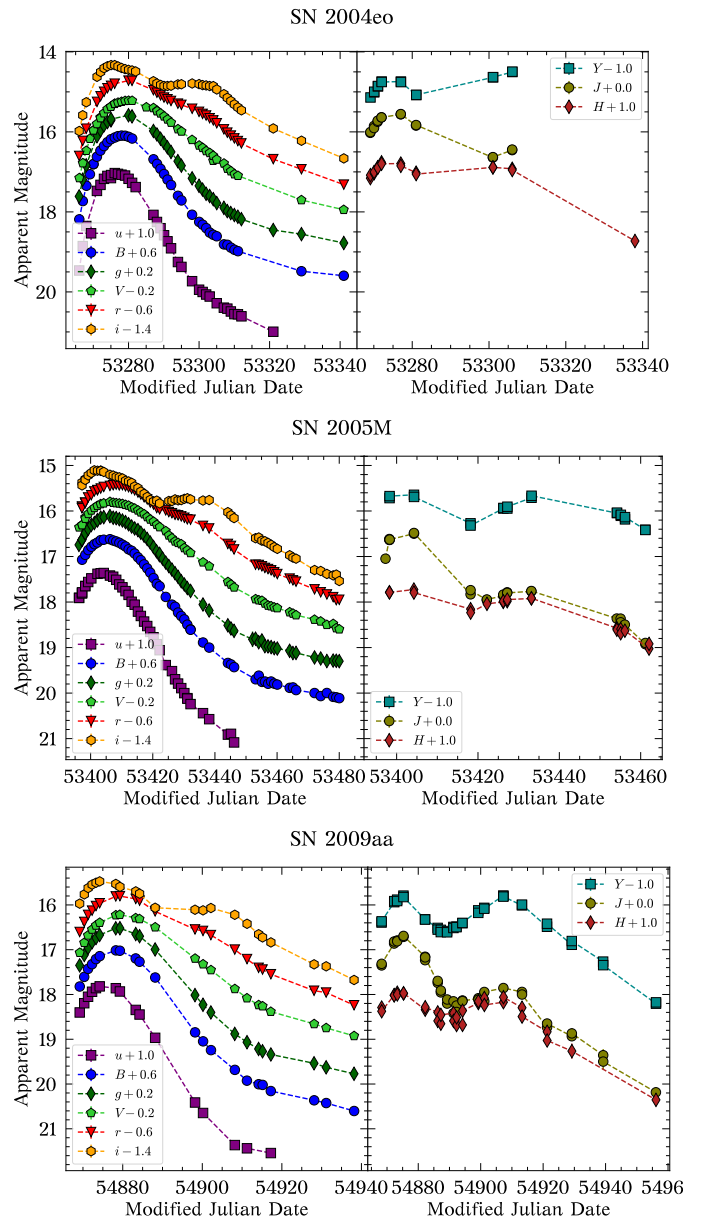 SN 2004eo
14
16
18
20
Apparent Magnitude
u + 1.0
B + 0.6
g + 0.2
V − 0.2
r − 0.6
i − 1.4
Y − 1.0
J + 0.0
H + 1.0
53280 53300 53320 53340 53280 53300 53320 53340
Modified Julian Date Modified Julian Date
SN 2005M
15
16
17
18
19
20
21
Apparent Magnitude
u + 1.0
B + 0.6
g + 0.2
V − 0.2
r − 0.6
i − 1.4
Y − 1.0
J + 0.0
H + 1.0
53400 53420 53440 53460 53480 53400 53420 53440 53460
Modified Julian Date Modified Julian Date
SN 2009aa
16
17
18
19
20
21
Apparent Magnitude
u + 1.0
B + 0.6
g + 0.2
V − 0.2
r − 0.6
i − 1.4
Y − 1.0
J + 0.0
H + 1.0
54880 54900 54920 54940 54880 54900 54920 54940 5496
Modified Julian Date Modified Julian Date